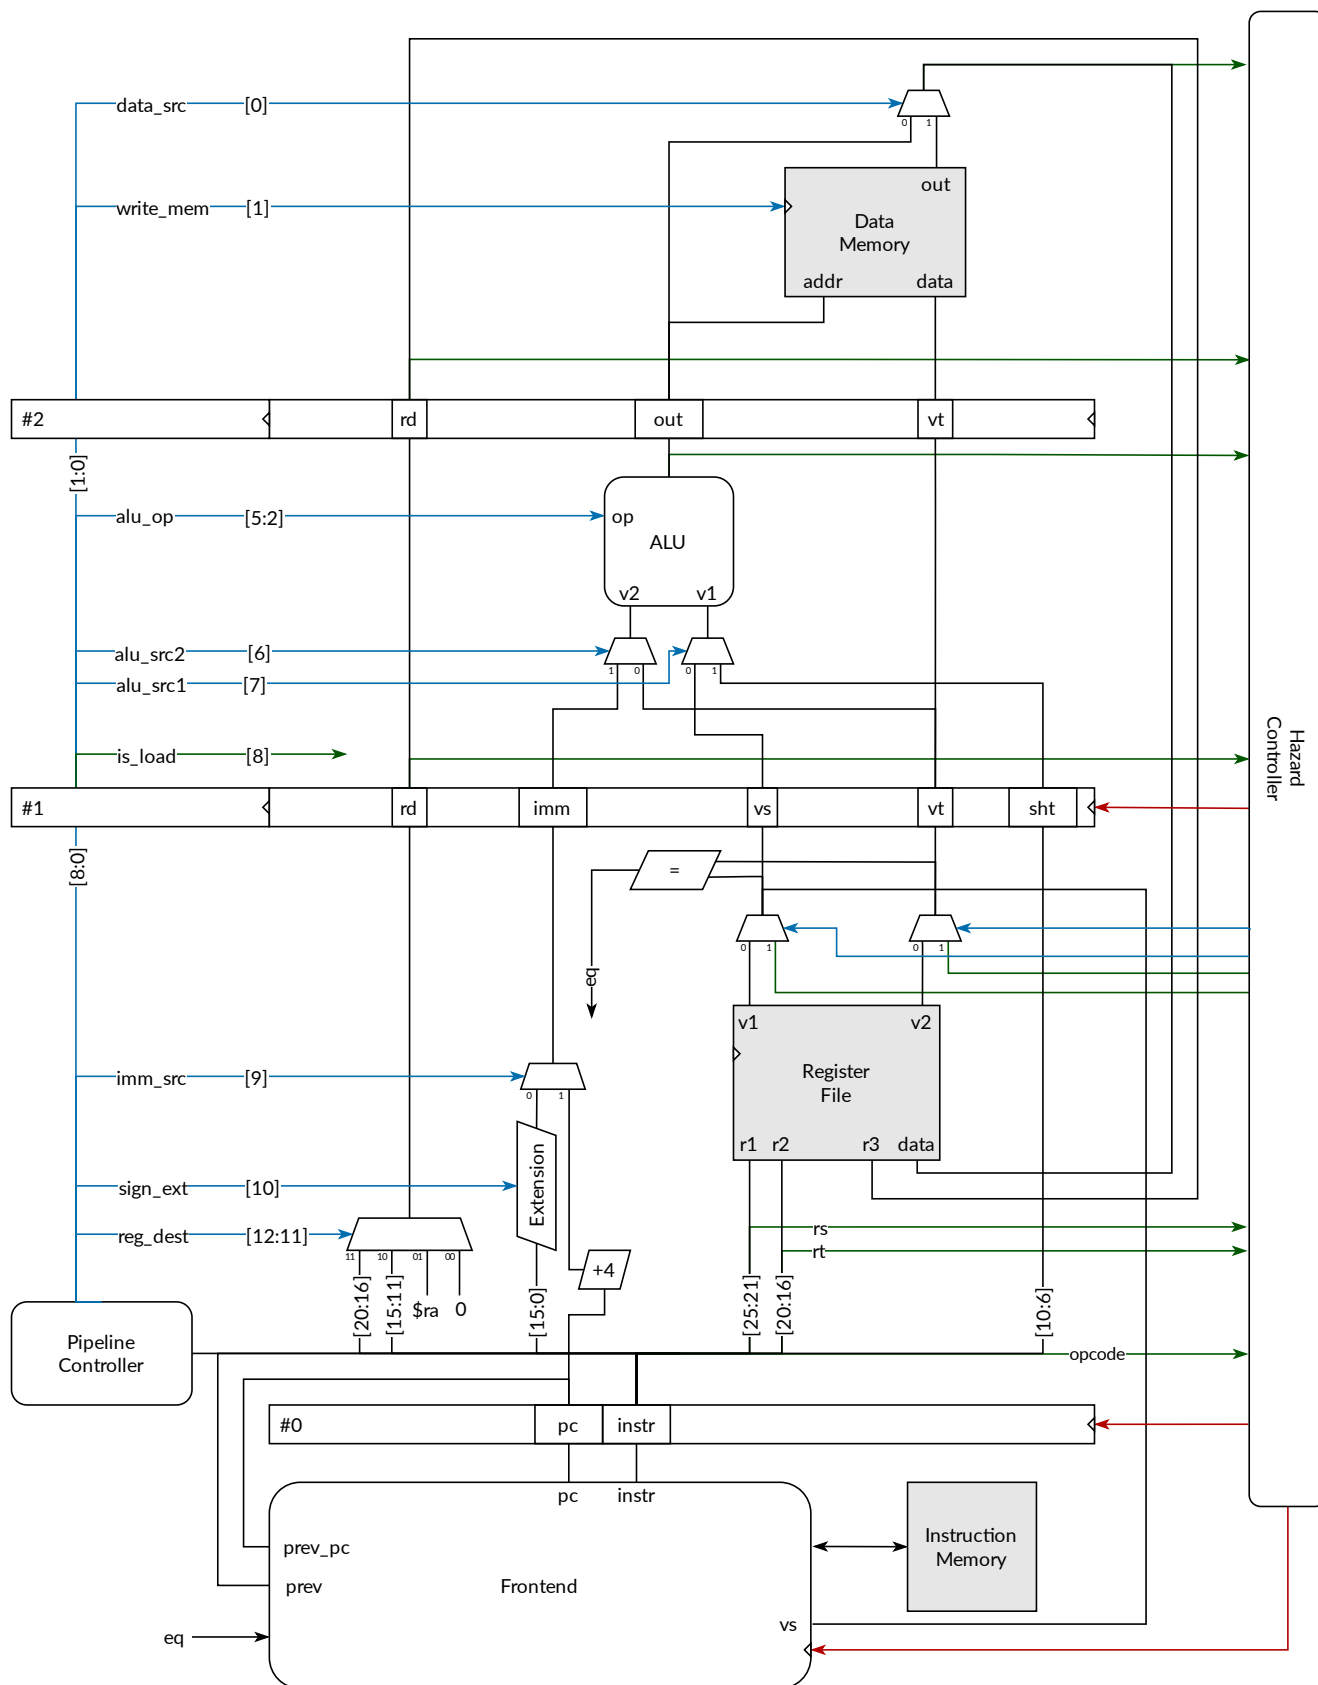 data_src [0]
0 1
out
write_mem [1]
Data
Memory
addr data
#2 rd out vt
[1:0]
alu_op [5:2]
op
ALU
v2 v1
alu_src2 [6]
1 0 0 1
alu_src1 [7]
is_load [8]
Hazard
Controller
#1 rd imm vs vt sht
[8:0]
=
0 1 0 1
eq
v1 v2
Register
File
imm_src [9]
0 1
r1 r2 r3 data
Extension
sign_ext [10]
reg_dest [12:11]
rs
rt
11 10 01 00
+4
[20:16] [15:11] $ra 0 [15:0] [25:21] [20:16] [10:6]
Pipeline
Controller
opcode
#0 pc instr
pc instr
Instruction
Memory
prev_pc
prev
Frontend
vs
eq